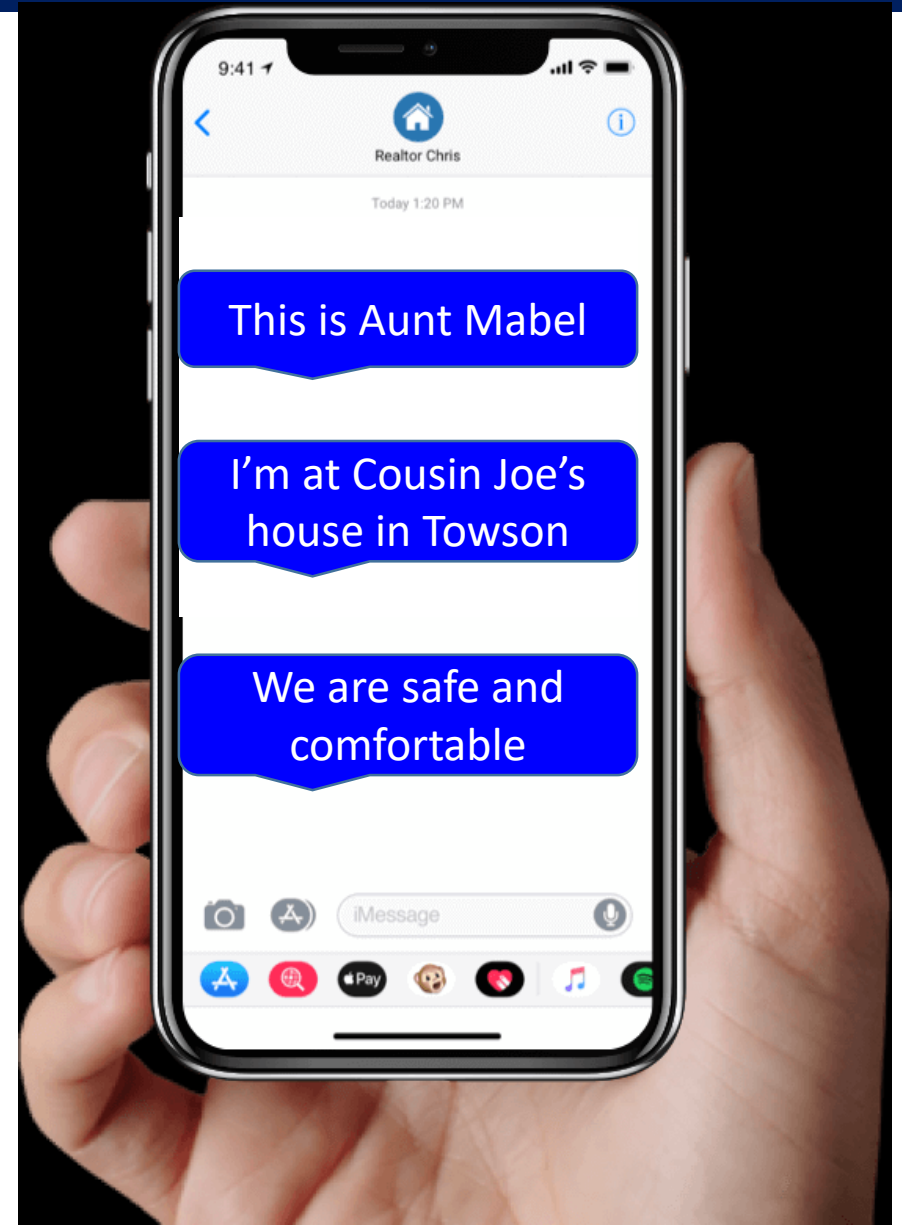 9:41
Realtor Chris
Today 1:20 PM
This is Aunt Mabel
I’m at Cousin Joe’s
house in Towson
We are safe and
comfortable
iMessage
Pay